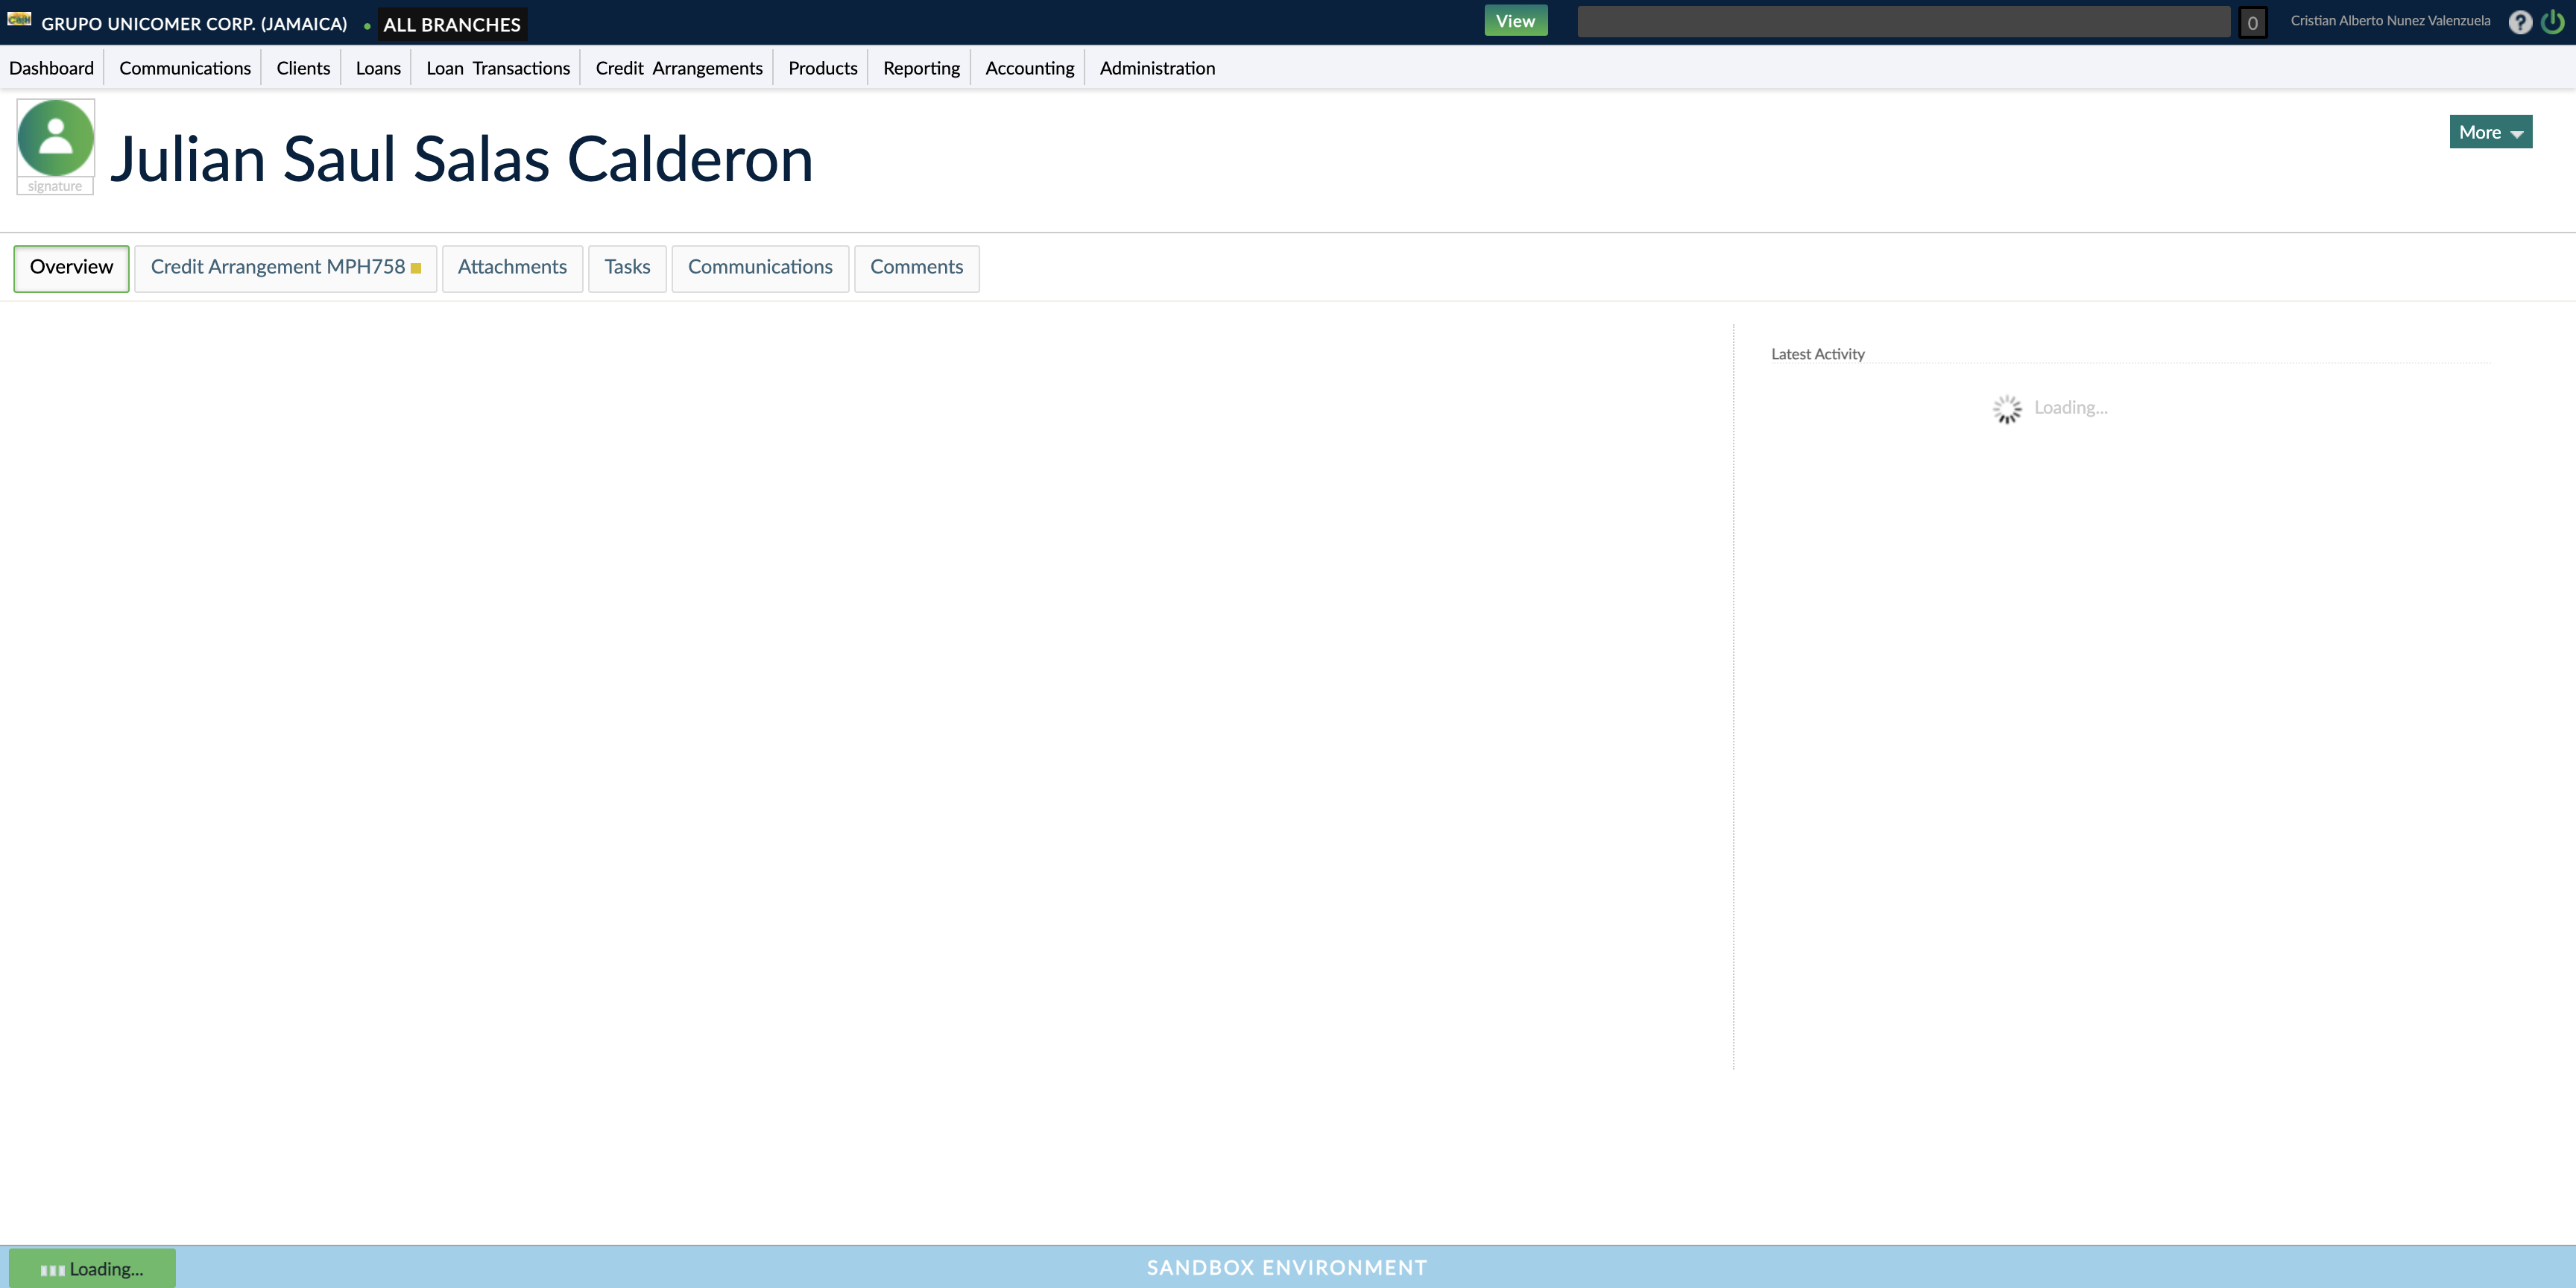 GRUPO UNICOMER CORP. (JAMAICA) • ALL BRANCHES View 0 Cristian Alberto Nunez Valenzuela ?
Dashboard Communications Clients Loans Loan Transactions Credit Arrangements Products Reporting Accounting Administration
signature
Julian Saul Salas Calderon
More
Overview Credit Arrangement MPH758 Attachments Tasks Communications Comments
Latest Activity
Loading...
Loading...
SANDBOX ENVIRONMENT